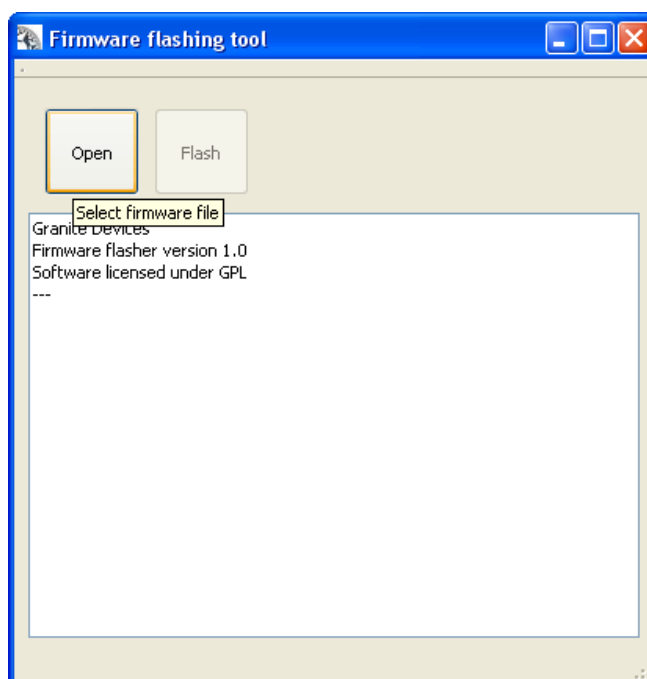 Firmware flashing tool
Open
Flash
Select firmware file
Granite Devices
Firmware flasher version 1.0
Software licensed under GPL
---